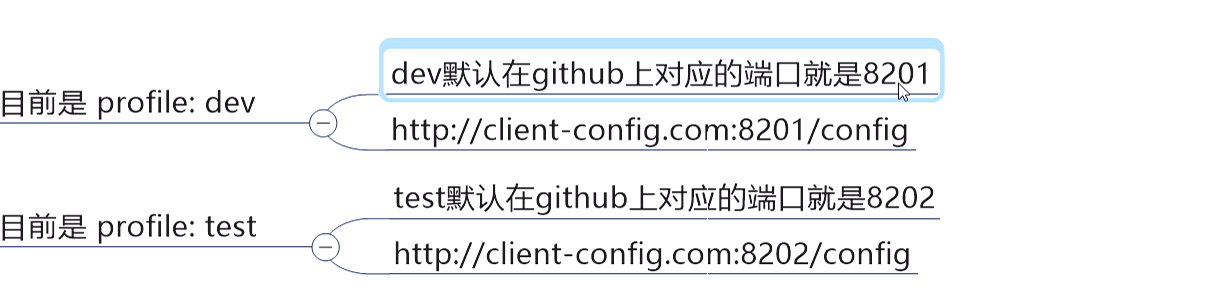 dev默认在github上对应的端口就是8201
目前是 profile: dev
http://client-config.com:8201/config
test默认在github上对应的端口就是8202
目前是 profile: test
http://client-config.com:8202/config